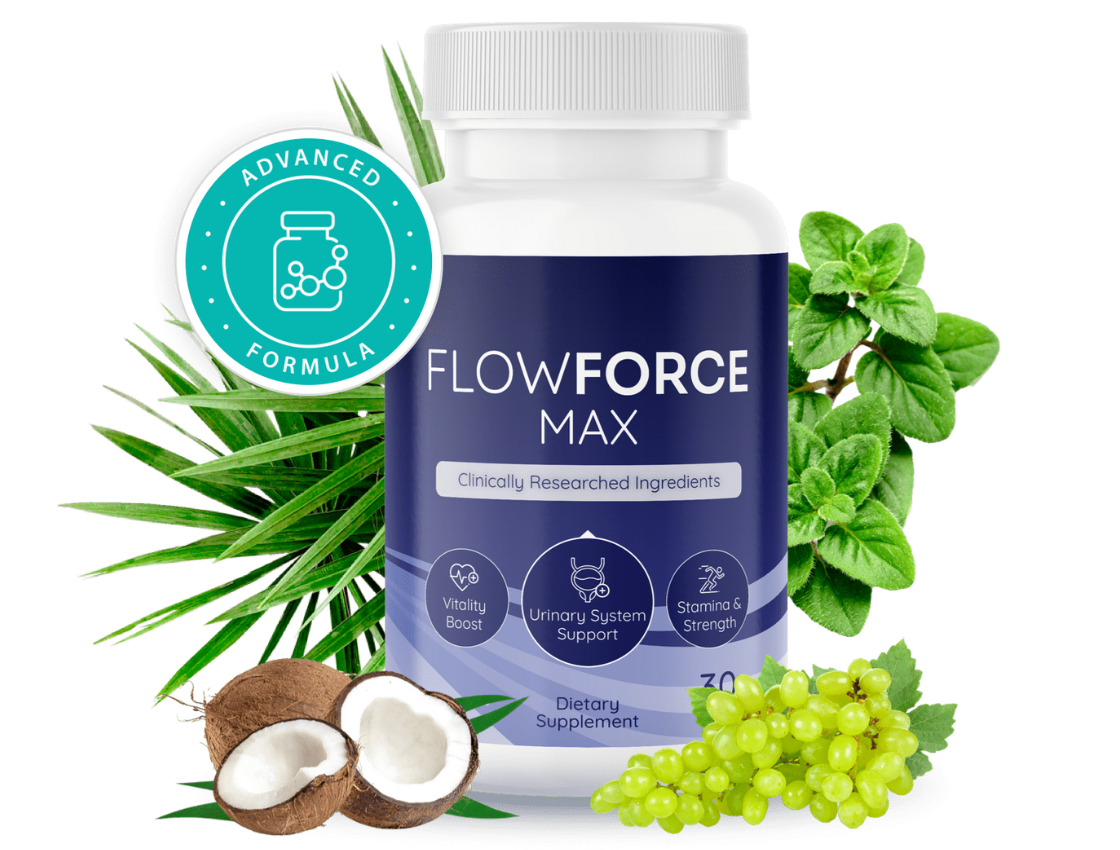 ADVANCED
FORMULA
FLOWFORCE
MAX
Clinically Researched Ingredients
Vitality
Boost
Urinary System
Support
Stamina &
Strength
30
Dietary
Supplement